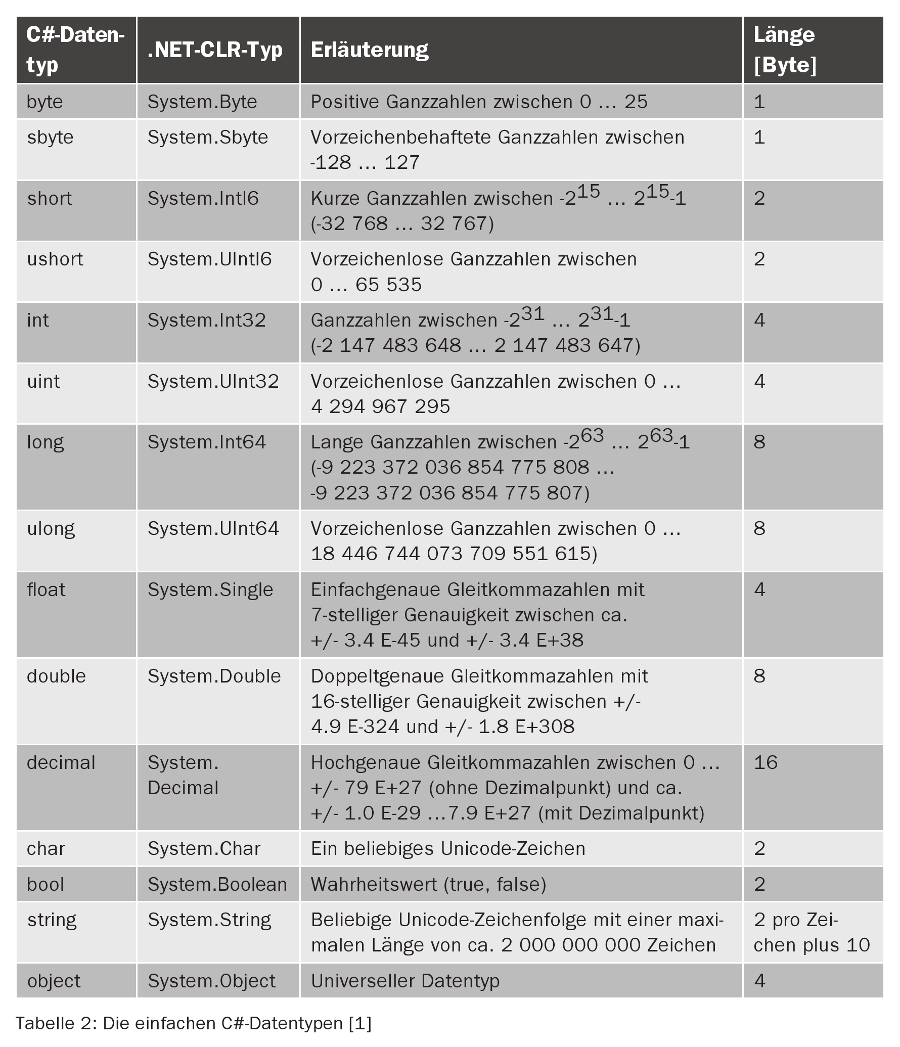 C#-Daten-
typ
.NET-CLR-Typ
Erläuterung
Länge
[Byte]
byte
System.Byte
Positive Ganzzahlen zwischen 0 ... 25
1
sbyte
System.Sbyte
Vorzeichenbehaftete Ganzzahlen zwischen
-128 ... 127
1
short
System.Intl6
Kurze Ganzzahlen zwischen -2^15 ... 2^15-1
(-32 768 ... 32 767)
2
ushort
System.UIntl6
Vorzeichenlose Ganzzahlen zwischen
0 ... 65 535
2
int
System.Int32
Ganzzahlen zwischen -2^31 ... 2^31-1
(-2 147 483 648 ... 2 147 483 647)
4
uint
System.UInt32
Vorzeichenlose Ganzzahlen zwischen 0 ...
4 294 967 295
4
long
System.Int64
Lange Ganzzahlen zwischen -2^63 ... 2^63-1
(-9 223 372 036 854 775 808 ...
-9 223 372 036 854 775 807)
8
ulong
System.UInt64
Vorzeichenlose Ganzzahlen zwischen 0 ...
18 446 744 073 709 551 615)
8
float
System.Single
Einfachgenaue Gleitkommazahlen mit
7-stelliger Genauigkeit zwischen ca.
+/- 3.4 E-45 und +/- 3.4 E+38
4
double
System.Double
Doppeltgenaue Gleitkommazahlen mit
16-stelliger Genauigkeit zwischen +/-
4.9 E-324 und +/- 1.8 E+308
8
decimal
System.
Decimal
Hochgenaue Gleitkommazahlen zwischen 0 ...
+/- 79 E+27 (ohne Dezimalpunkt) und ca.
+/- 1.0 E-29 ...7.9 E+27 (mit Dezimalpunkt)
16
char
System.Char
Ein beliebiges Unicode-Zeichen
2
bool
System.Boolean
Wahrheitswert (true, false)
2
string
System.String
Beliebige Unicode-Zeichenfolge mit einer maxi-
malen Länge von ca. 2 000 000 000 Zeichen
2 pro Zei-
chen plus 10
object
System.Object
Universeller Datentyp
4
Tabelle 2: Die einfachen C#-Datentypen [1]